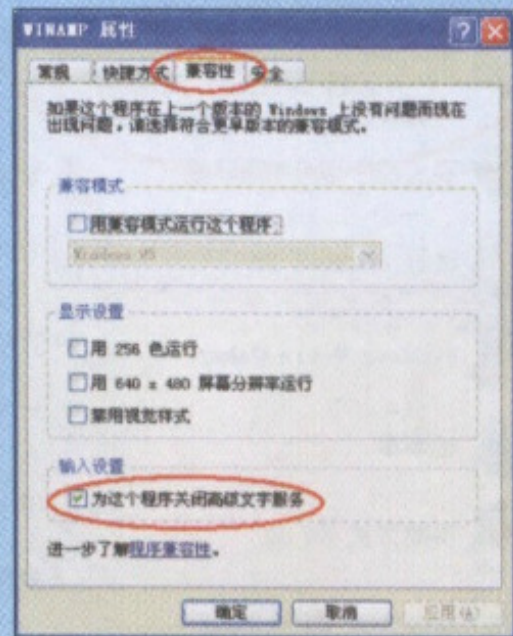 WINAMP 属性
常规 快捷方式 兼容性 安全
如果这个程序在上一个版本的 Windows 上没有问题而现在
出现问题，请选择符合更早版本的兼容模式。
兼容模式
用兼容模式运行这个程序:
Windows 95
显示设置
用 256 色运行
用 640 x 480 屏幕分辨率运行
禁用视觉样式
输入设置
为这个程序关闭高级文字服务
进一步了解程序兼容性。
确定 取消 应用(A)